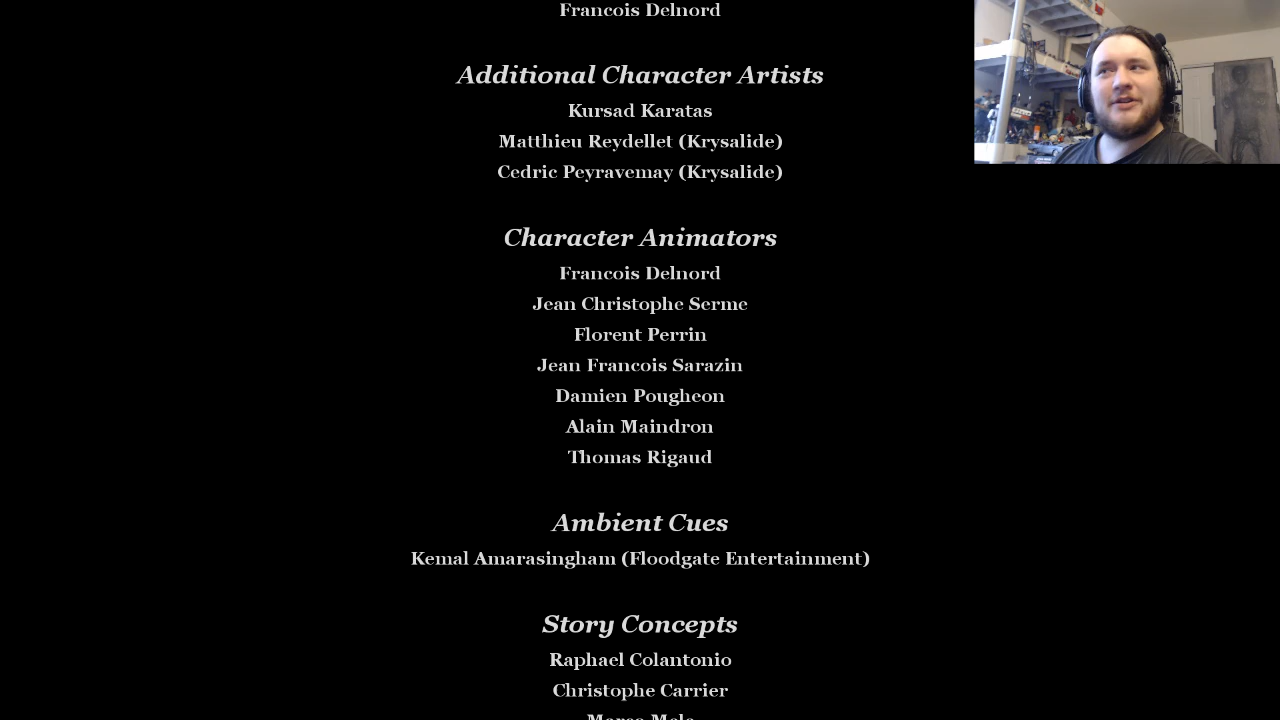 Francois Delnord
Additional Character Artists
Kursad Karatas
Matthieu Reydellet (Krysalide)
Cedric Peyravemay (Krysalide)
Character Animators
Francois Delnord
Jean Christophe Serme
Florent Perrin
Jean Francois Sarazin
Damien Pougheon
Alain Maindron
Thomas Rigaud
Ambient Cues
Kemal Amarasingham (Floodgate Entertainment)
Story Concepts
Raphael Colantonio
Christophe Carrier